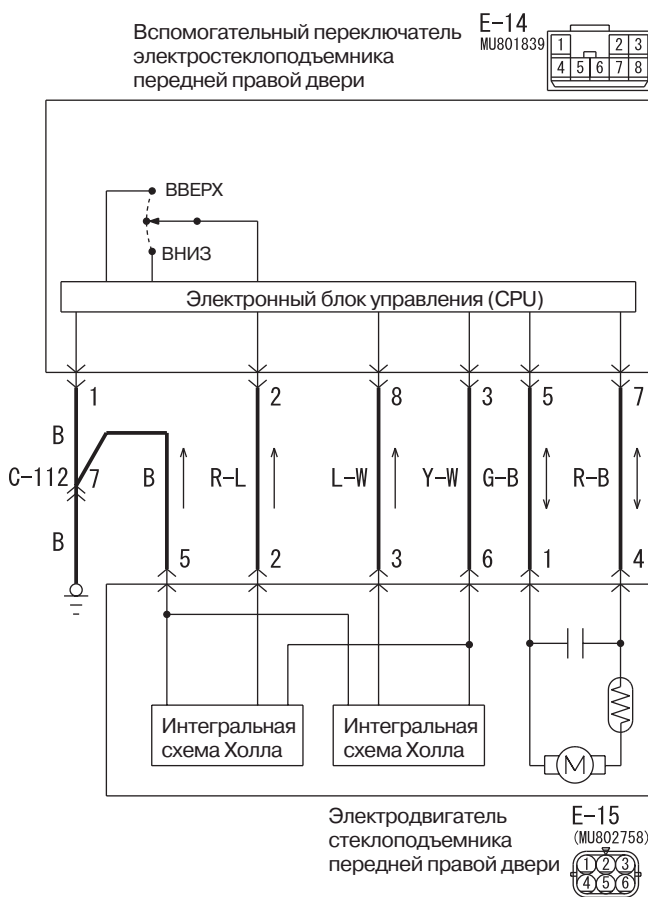 Вспомогательный переключатель
электростеклоподъемника
передней правой двери
E-14
MU801839
1 2 3
4 5 6 7 8
ВВЕРХ
ВНИЗ
Электронный блок управления (CPU)
1 2 8 3 5 7
B
C-112 7 B R-L L-W Y-W G-B R-B
B
5 2 3 6 1 4
Интегральная
схема Холла
Интегральная
схема Холла
M
Электродвигатель
стеклоподъемника
передней правой двери
E-15
(MU802758)
1 2 3
4 5 6